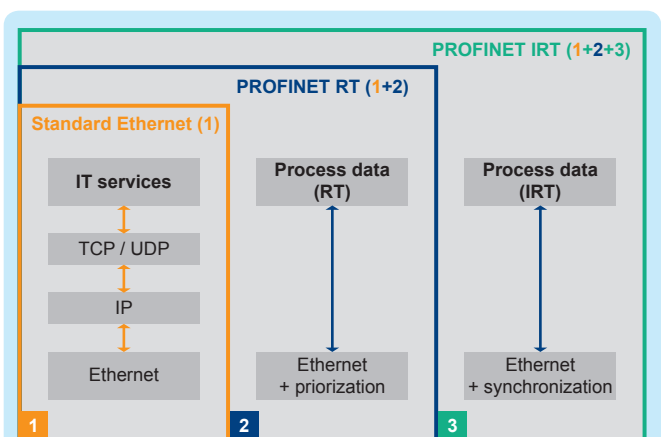 PROFINET IRT (1+2+3)
PROFINET RT (1+2)
Standard Ethernet (1)
IT services
TCP / UDP
IP
Ethernet
1
Process data
(RT)
Ethernet
+ priorization
2
Process data
(IRT)
Ethernet
+ synchronization
3